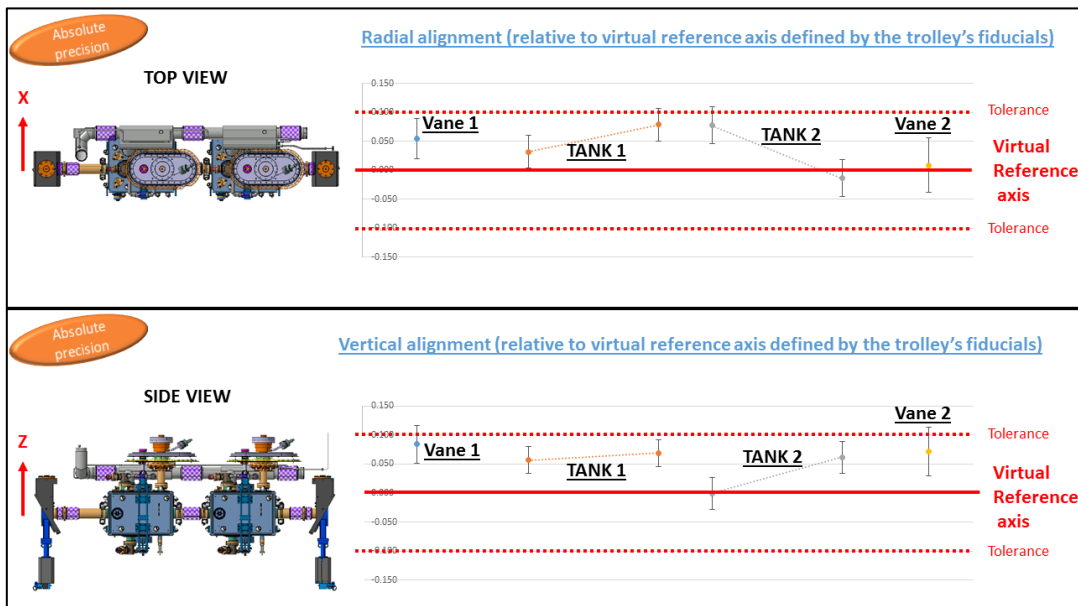 Absolute
precision
Radial alignment (relative to virtual reference axis defined by the trolley's fiducials)
TOP VIEW
X
0.150
0.100
0.050
0.000
-0.050
-0.100
-0.150
Vane 1
TANK 1
TANK 2
Vane 2
Tolerance
Virtual
Reference
axis
Tolerance
Absolute
precision
Vertical alignment (relative to virtual reference axis defined by the trolley's fiducials)
SIDE VIEW
Z
0.150
0.100
0.050
0.000
-0.050
-0.100
-0.150
Vane 1
TANK 1
TANK 2
Vane 2
Tolerance
Virtual
Reference
axis
Tolerance